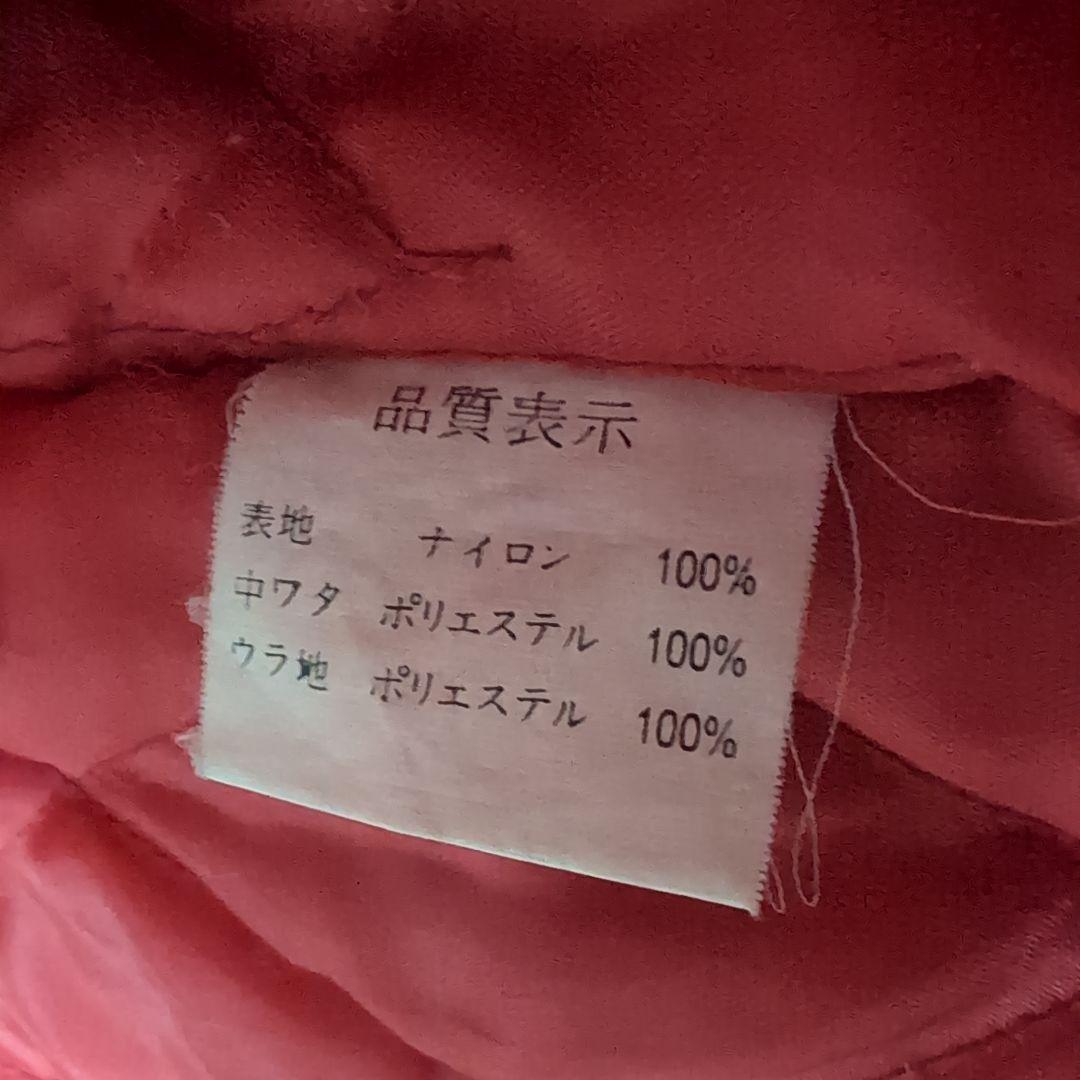 品質表示
表地 ナイロン 100%
中ワタ ポリエステル 100%
ウラ地 ポリエステル 100%